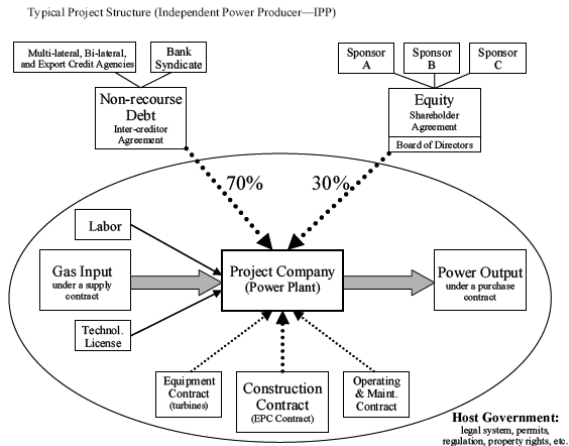 Typical Project Structure (Independent Power Producer—IPP)
Multi-lateral, Bi-lateral,
and Export Credit Agencies
Bank
Syndicate
Sponsor
A
Sponsor
B
Sponsor
C
Non-recourse
Debt
Inter-creditor
Agreement
Equity
Shareholder
Agreement
Board of Directors
70%
30%
Labor
Gas Input
under a supply
contract
Project Company
(Power Plant)
Power Output
under a purchase
contract
Technol.
License
Equipment
Contract
(turbines)
Construction
Contract
(EPC Contract)
Operating
& Maint.
Contract
Host Government:
legal system, permits,
regulation, property rights, etc.